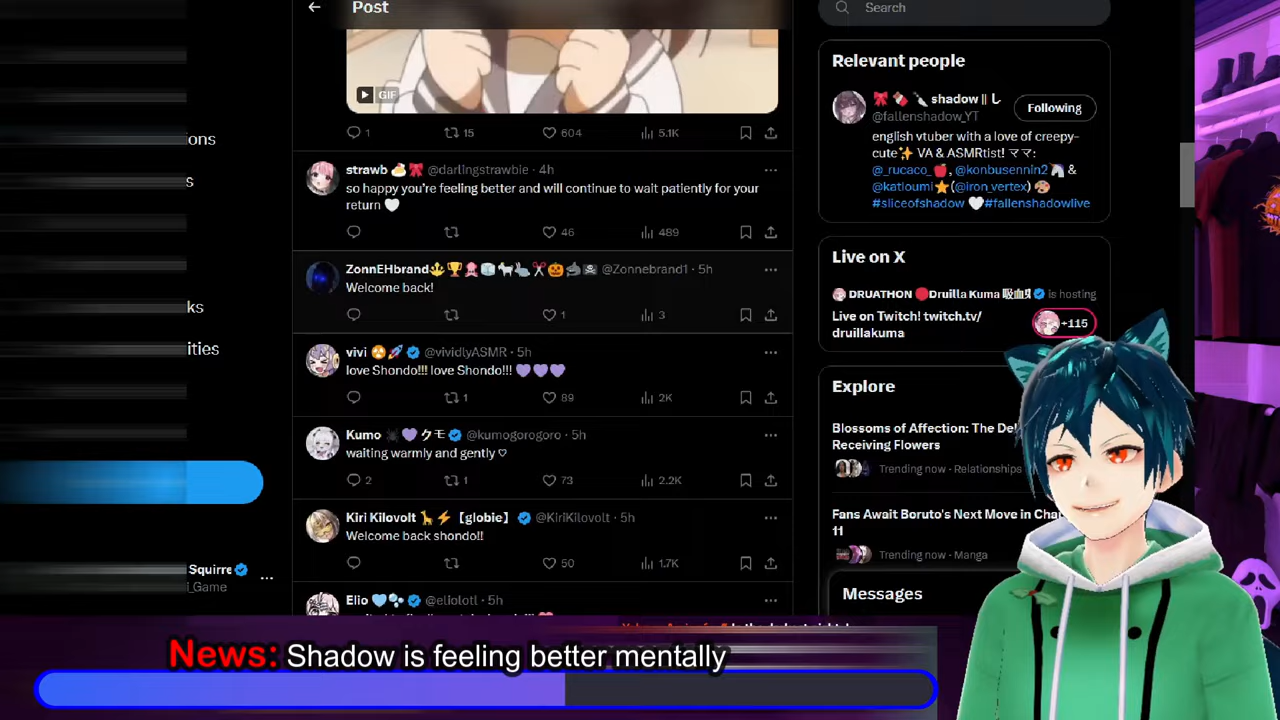 Post
Search
GIF
1
15
604
5.1K
strawb @darlingstrawbie · 4h
so happy you're feeling better and will continue to wait patiently for your
return 🤍
46
489
ZonnEHbrand @Zonnebrand1 · 5h
Welcome back!
1
3
vivi @vividlyASMR · 5h
love Shondo!!! love Shondo!!! 💜💜💜
1
89
2K
Kumo 🕷💜クモ @kumogorogoro · 5h
waiting warmly and gently ♡
2
1
73
2.2K
Kiri Kilovolt 🦒⚡【globie】 @KiriKilovolt · 5h
Welcome back shondo!!
50
1.7K
Elio @eliolotl · 5h
Relevant people
shadow || し
@fallenshadow_YT
Following
english vtuber with a love of creepy-
cute✨ VA & ASMRtist! ママ:
@_rucaco_🍎, @konbusennin2🦄 &
@katloumi⭐(@iron_vertex)🎨
#sliceofshadow 🤍#fallenshadowlive
Live on X
DRUATHON 🔴Druilla Kuma is hosting
Live on Twitch! twitch.tv/
druillakuma
+115
Explore
Blossoms of Affection: The
Receiving Flowers
Trending now · Relationships
Fans Await Boruto's Next Move in
11
Trending now · Manga
Messages
ons
s
ks
ities
Squirre
_Game
News: Shadow is feeling better mentally